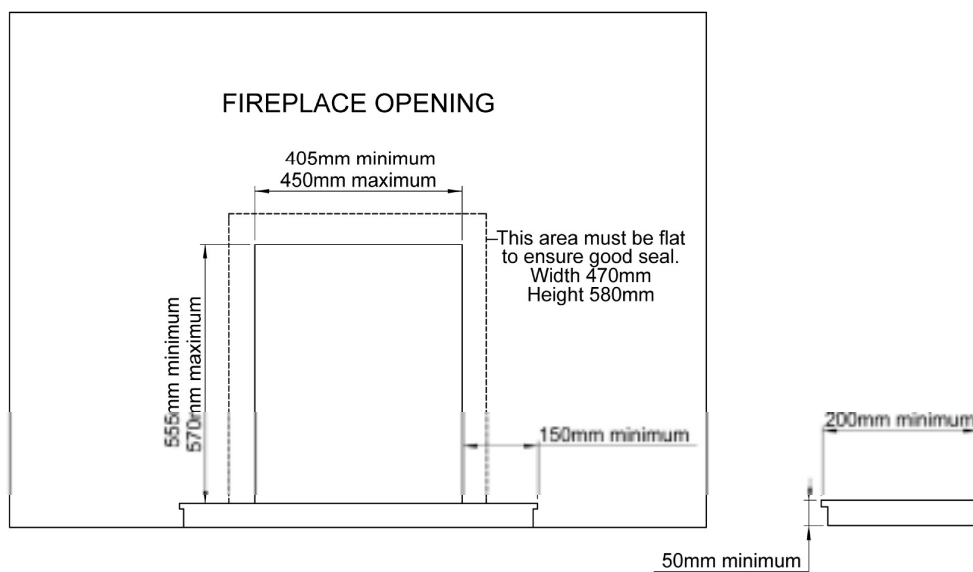 FIREPLACE OPENING
405mm minimum
450mm maximum
This area must be flat
to ensure good seal.
Width 470mm
Height 580mm
555mm minimum
570mm maximum
150mm minimum
200mm minimum
50mm minimum